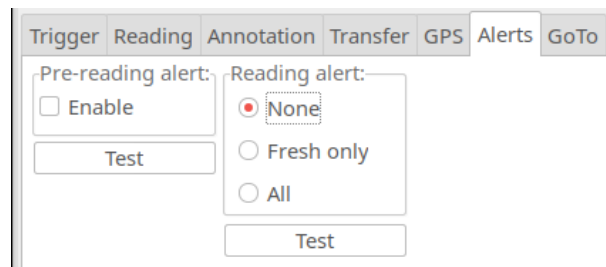 Trigger Reading Annotation Transfer GPS Alerts GoTo
Pre-reading alert: Reading alert:
Enable
None
Test
Fresh only
All
Test